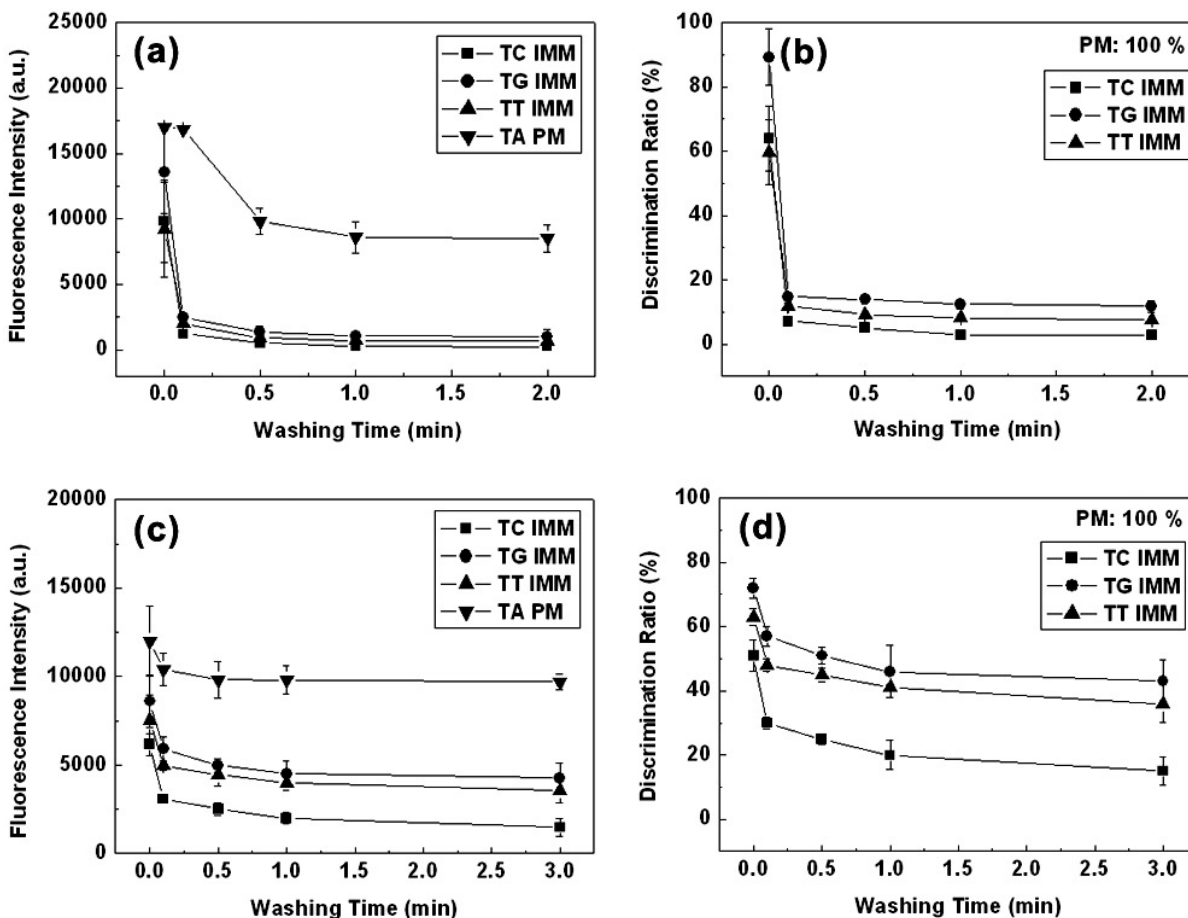 (a)
TC IMM
TG IMM
TT IMM
TA PM
Fluorescence Intensity (a.u.)
25000
20000
15000
10000
5000
0
0.0 0.5 1.0 1.5 2.0
Washing Time (min)
(b)
PM: 100 %
TC IMM
TG IMM
TT IMM
Discrimination Ratio (%)
100
80
60
40
20
0
0.0 0.5 1.0 1.5 2.0
Washing Time (min)
(c)
TC IMM
TG IMM
TT IMM
TA PM
Fluorescence Intensity (a.u.)
20000
15000
10000
5000
0
0.0 0.5 1.0 1.5 2.0 2.5 3.0
Washing Time (min)
(d)
PM: 100 %
TC IMM
TG IMM
TT IMM
Discrimination Ratio (%)
100
80
60
40
20
0
0.0 0.5 1.0 1.5 2.0 2.5 3.0
Washing Time (min)